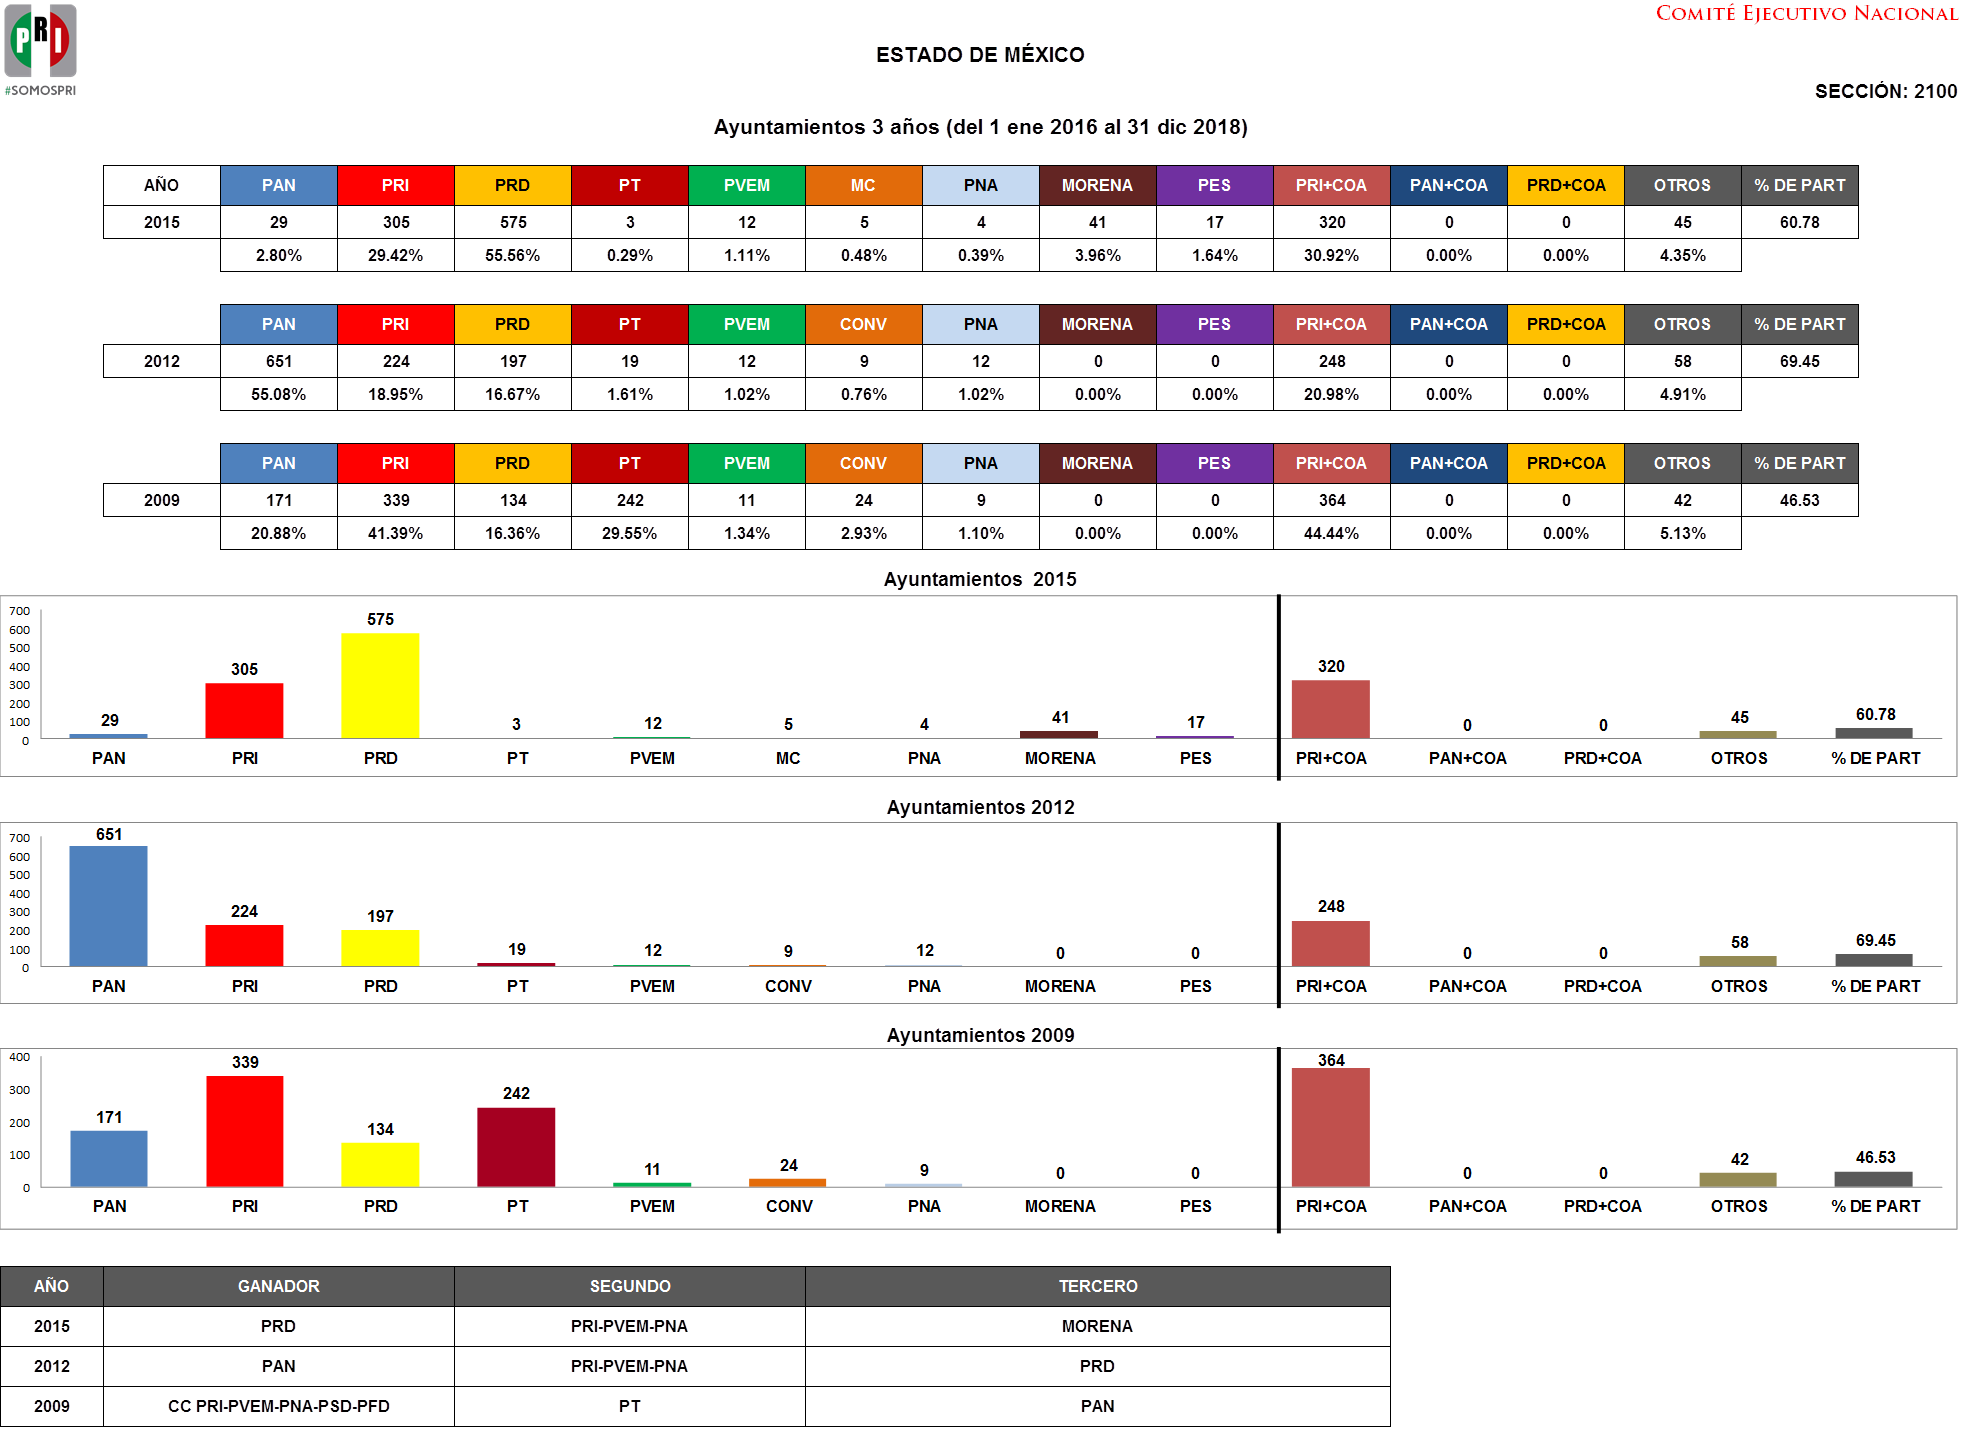 PRI
#SOMOSPRI
COMITÉ EJECUTIVO NACIONAL
ESTADO DE MÉXICO
SECCIÓN: 2100
Ayuntamientos 3 años (del 1 ene 2016 al 31 dic 2018)
AÑO PAN PRI PRD PT PVEM MC PNA MORENA PES PRI+COA PAN+COA PRD+COA OTROS % DE PART
2015 29 305 575 3 12 5 4 41 17 320 0 0 45 60.78
2.80% 29.42% 55.56% 0.29% 1.11% 0.48% 0.39% 3.96% 1.64% 30.92% 0.00% 0.00% 4.35%
PAN PRI PRD PT PVEM CONV PNA MORENA PES PRI+COA PAN+COA PRD+COA OTROS % DE PART
2012 651 224 197 19 12 9 12 0 0 248 0 0 58 69.45
55.08% 18.95% 16.67% 1.61% 1.02% 0.76% 1.02% 0.00% 0.00% 20.98% 0.00% 0.00% 4.91%
PAN PRI PRD PT PVEM CONV PNA MORENA PES PRI+COA PAN+COA PRD+COA OTROS % DE PART
2009 171 339 134 242 11 24 9 0 0 364 0 0 42 46.53
20.88% 41.39% 16.36% 29.55% 1.34% 2.93% 1.10% 0.00% 0.00% 44.44% 0.00% 0.00% 5.13%
Ayuntamientos 2015
700
600
500
400
300
200
100
0
29 305 575 3 12 5 4 41 17 320 0 0 45 60.78
PAN PRI PRD PT PVEM MC PNA MORENA PES PRI+COA PAN+COA PRD+COA OTROS % DE PART
Ayuntamientos 2012
700
600
500
400
300
200
100
0
651 224 197 19 12 9 12 0 0 248 0 0 58 69.45
PAN PRI PRD PT PVEM CONV PNA MORENA PES PRI+COA PAN+COA PRD+COA OTROS % DE PART
Ayuntamientos 2009
400
300
200
100
0
171 339 134 242 11 24 9 0 0 364 0 0 42 46.53
PAN PRI PRD PT PVEM CONV PNA MORENA PES PRI+COA PAN+COA PRD+COA OTROS % DE PART
AÑO GANADOR SEGUNDO TERCERO
2015 PRD PRI-PVEM-PNA MORENA
2012 PAN PRI-PVEM-PNA PRD
2009 CC PRI-PVEM-PNA-PSD-PFD PT PAN